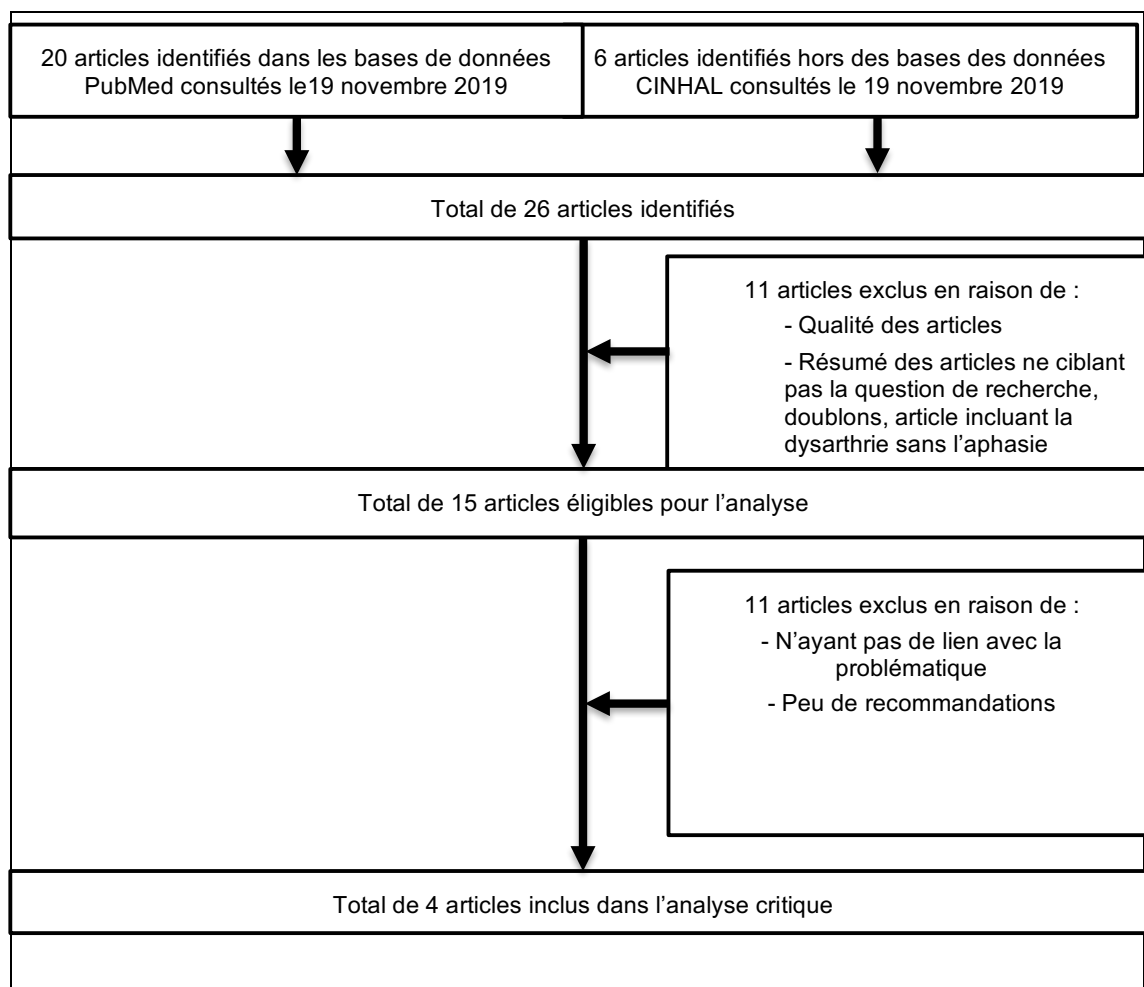 20 articles identifiés dans les bases de données
PubMed consultés le19 novembre 2019
6 articles identifiés hors des bases des données
CINHAL consultés le 19 novembre 2019
Total de 26 articles identifiés
11 articles exclus en raison de :
- Qualité des articles
- Résumé des articles ne ciblant
pas la question de recherche,
doublons, article incluant la
dysarthrie sans l’aphasie
Total de 15 articles éligibles pour l’analyse
11 articles exclus en raison de :
- N’ayant pas de lien avec la
problématique
- Peu de recommandations
Total de 4 articles inclus dans l’analyse critique